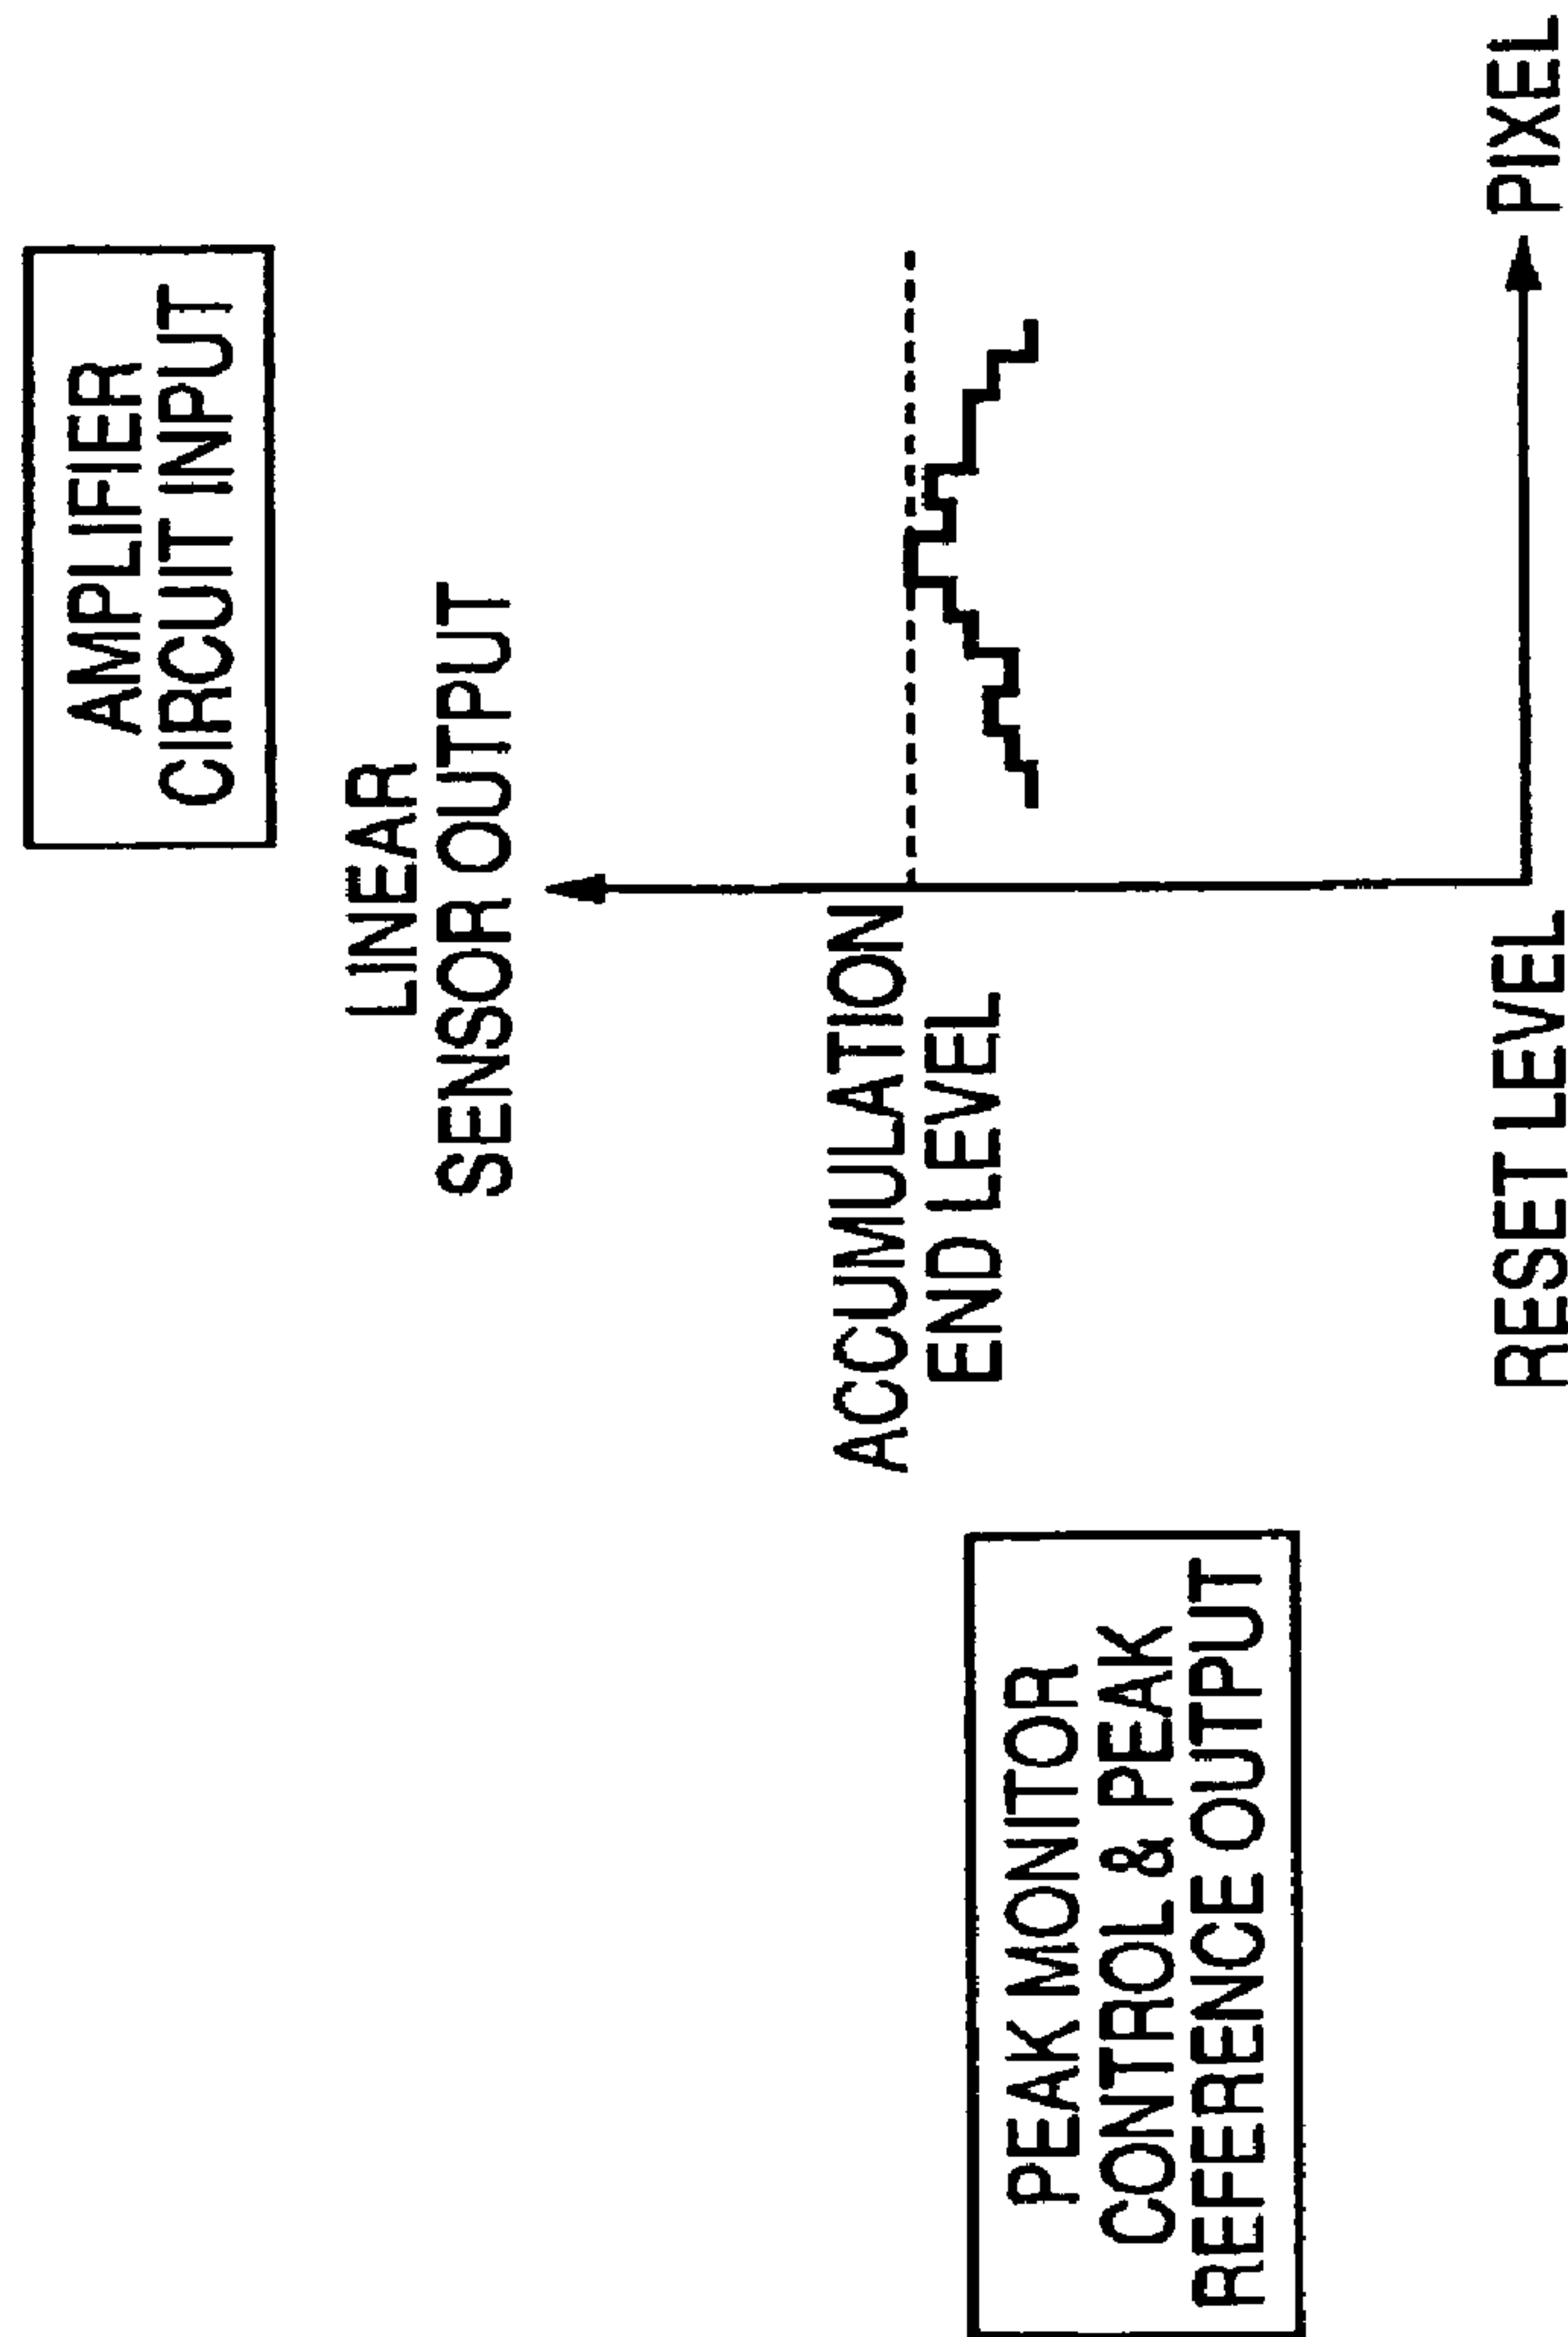 AMPLIFIER
CIRCUIT INPUT
LINEAR
SENSOR OUTPUT
ACCUMULATION
END LEVEL
PEAK MONITOR
CONTROL & PEAK
REFERENCE OUTPUT
RESET LEVEL
PIXEL